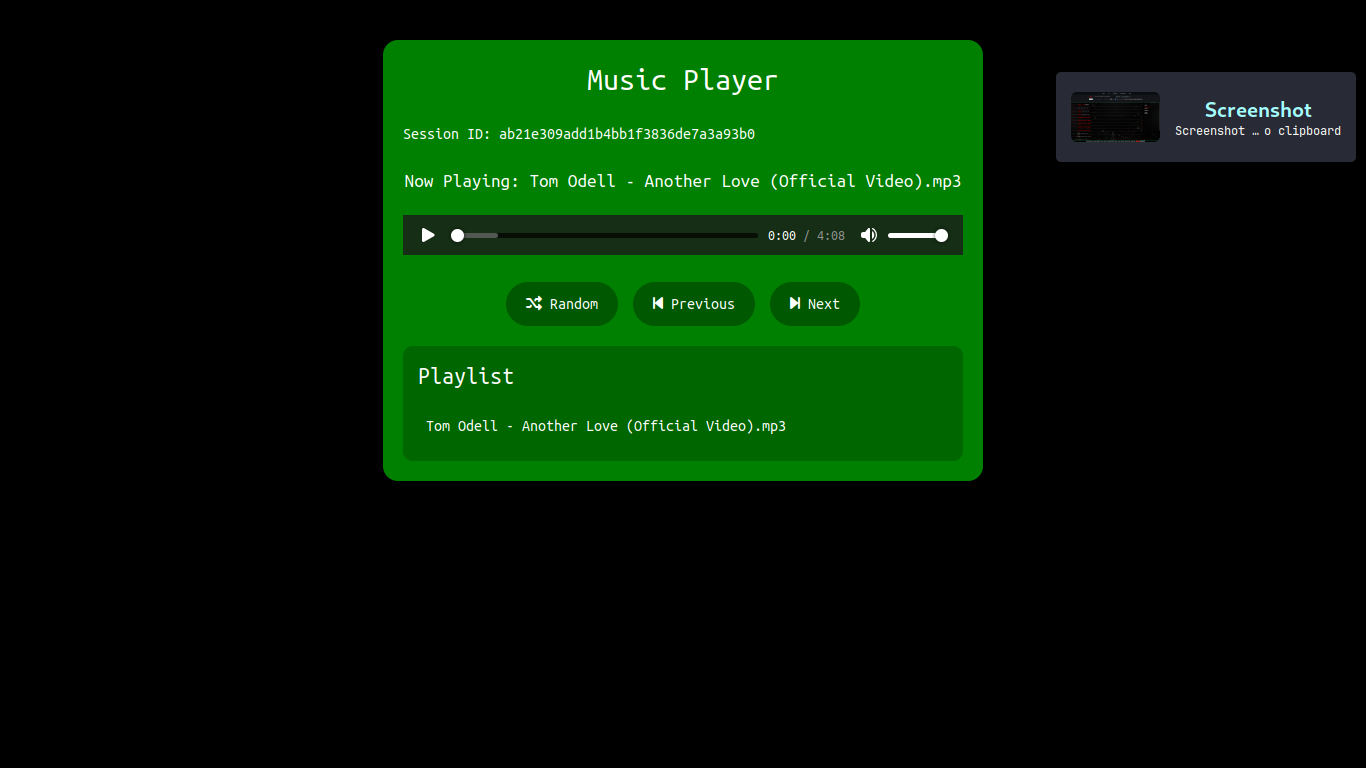 Music Player
Screenshot
Screenshot … o clipboard
Session ID: ab21e309add1b4bb1f3836de7a3a93b0
Now Playing: Tom Odell - Another Love (Official Video).mp3
0:00 / 4:08
Random
Previous
Next
Playlist
Tom Odell - Another Love (Official Video).mp3